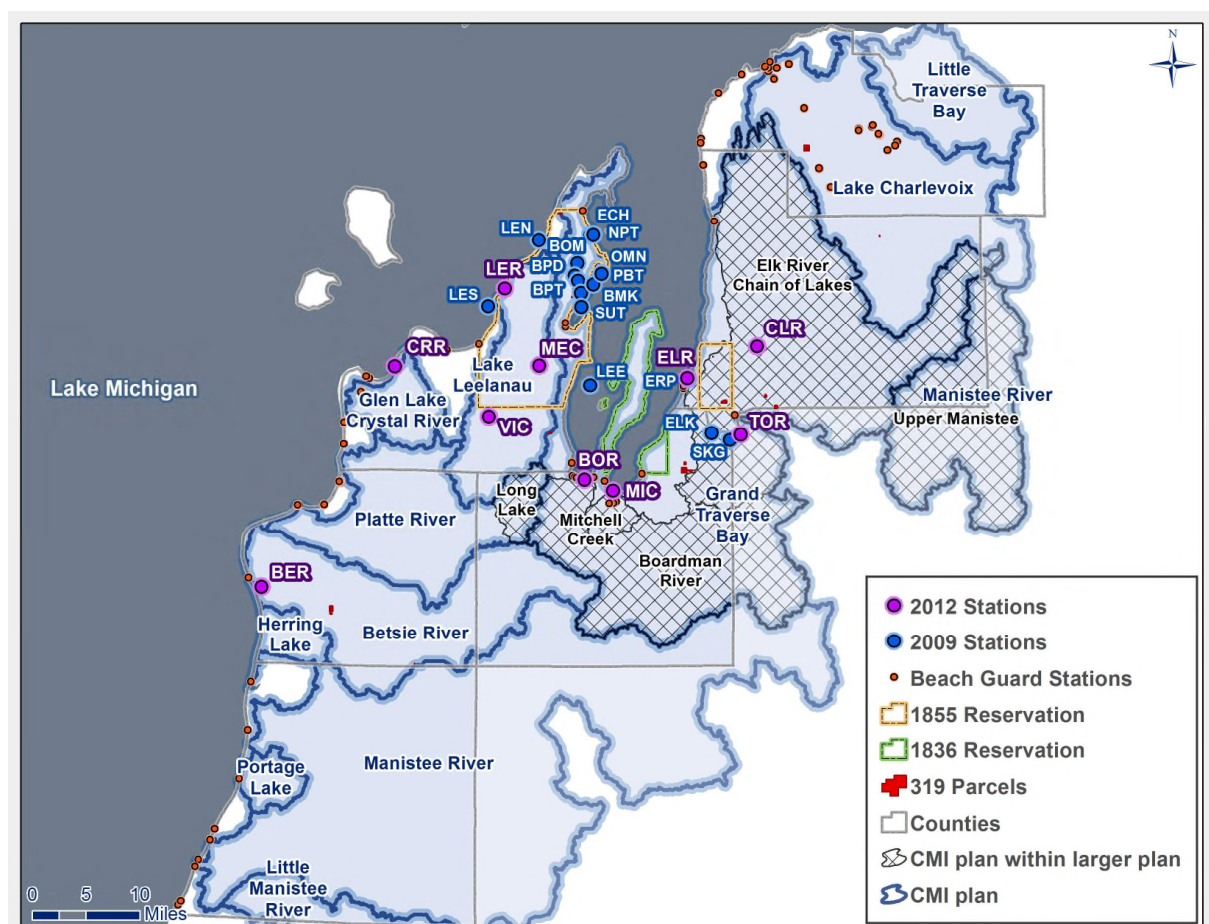 N
Little
Traverse
Bay
Lake Charlevoix
ECH
LEN
NPT
BOM
OMN
BPD
PBT
LER
BPT
BMK
LES
SUT
Elk River
Chain of Lakes
CLR
CRR
MEC
ELR
LEE
ERP
Lake
Leelanau
Lake Michigan
Manistee River
Glen Lake
Crystal River
VIC
Upper Manistee
ELK
TOR
SKG
BOR
MIC
Long
Lake
Grand
Traverse
Bay
Platte River
Mitchell
Creek
Boardman
River
BER
Herring
Lake
Betsie River
Manistee River
Portage
Lake
Little
Manistee
River
0 5 10
Miles
2012 Stations
2009 Stations
Beach Guard Stations
1855 Reservation
1836 Reservation
319 Parcels
Counties
CMI plan within larger plan
CMI plan